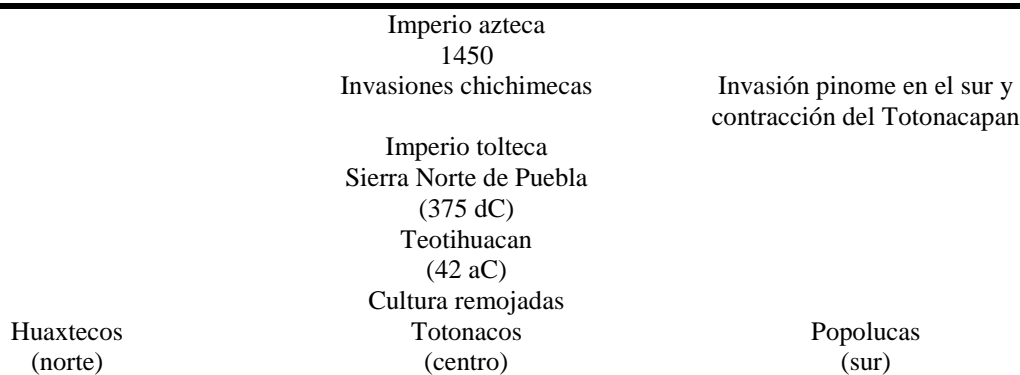 Imperio azteca
1450
Invasiones chichimecas
Invasión pinome en el sur y
contracción del Totonacapan
Imperio tolteca
Sierra Norte de Puebla
(375 dC)
Teotihuacan
(42 aC)
Cultura remojadas
Huaxtecos Totonacos Popolucas
(norte) (centro) (sur)